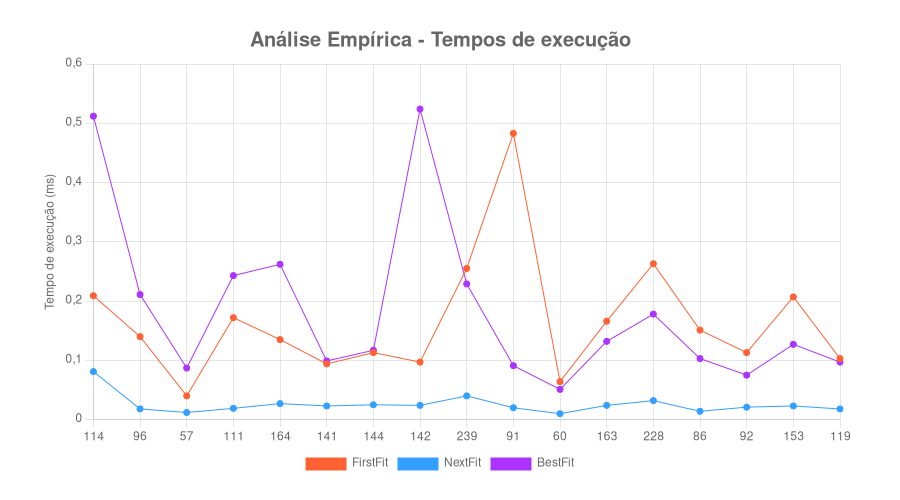 Análise Empírica - Tempos de execução
Tempo de execução (ms)
0,6
0,5
0,4
0,3
0,2
0,1
0
114 96 57 111 164 141 144 142 239 91 60 163 228 86 92 153 119
FirstFit NextFit BestFit